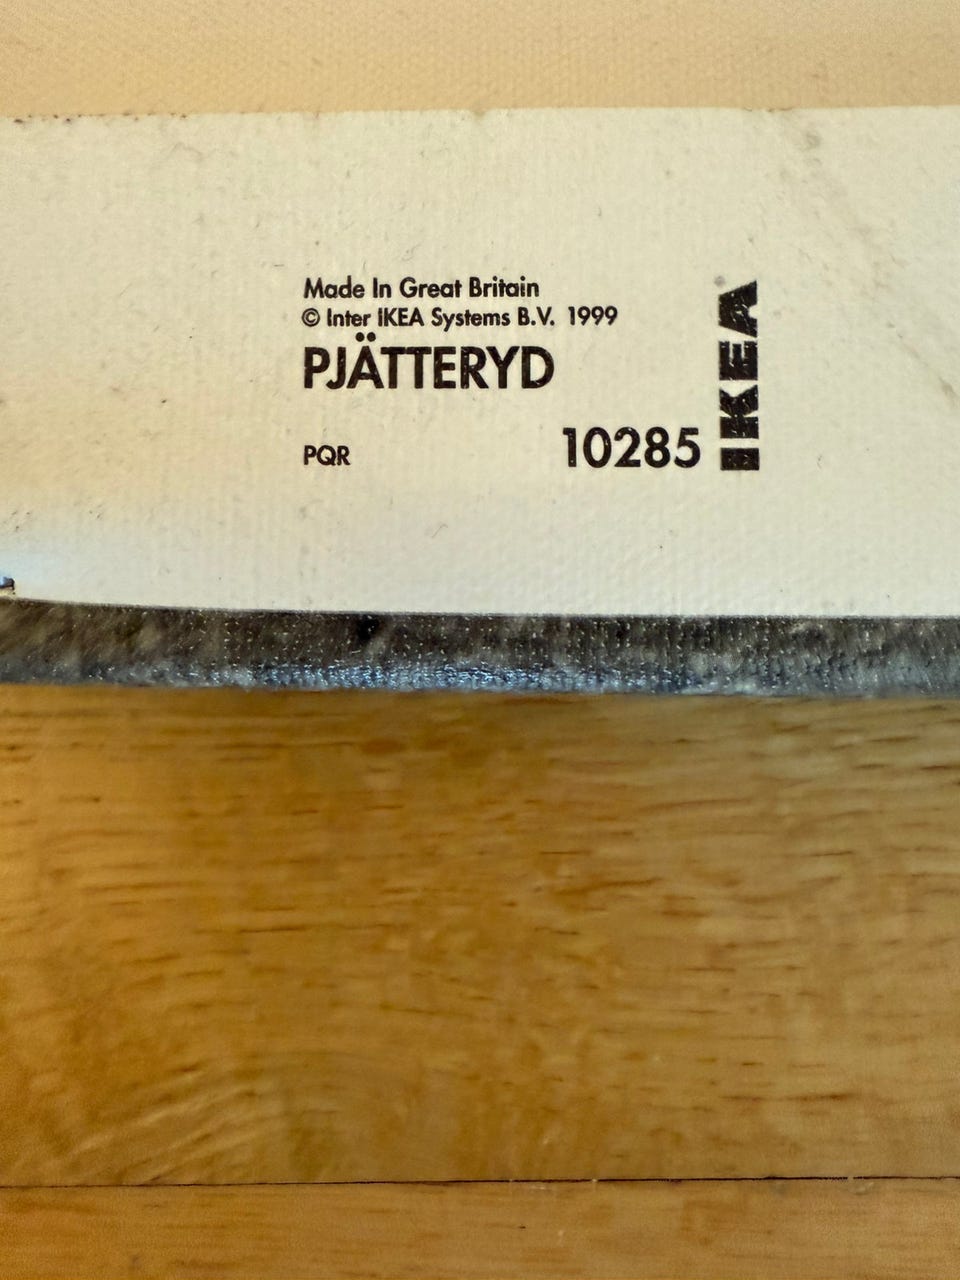 Made In Great Britain
© Inter IKEA Systems B.V. 1999
PJÄTTERYD
PQR
10285
IKEA